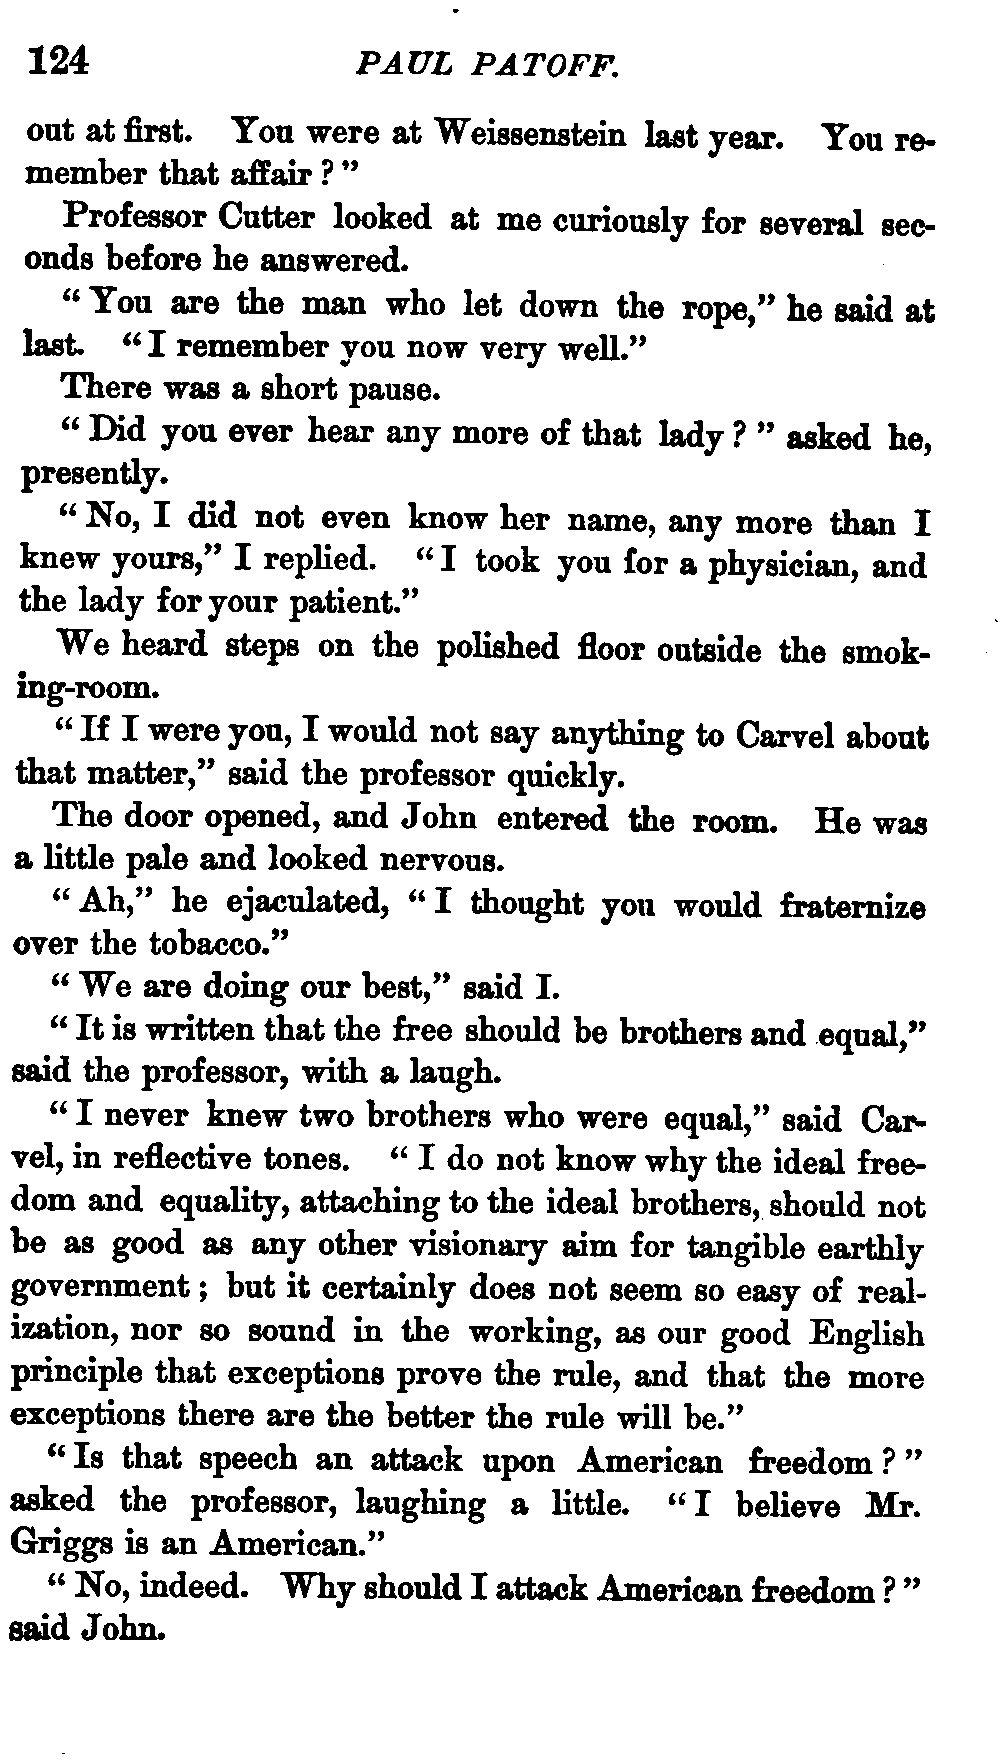 124 PAUL PATOFF.
out at first. You were at Weissenstein last year. You re-
member that affair?"
Professor Cutter looked at me curiously for several sec-
onds before he answered.
"You are the man who let down the rope," he said at
last. "I remember you now very well."
There was a short pause.
"Did you ever hear any more of that lady?" asked he,
presently.
"No, I did not even know her name, any more than I
knew yours," I replied. "I took you for a physician, and
the lady for your patient."
We heard steps on the polished floor outside the smok-
ing-room.
"If I were you, I would not say anything to Carvel about
that matter," said the professor quickly.
The door opened, and John entered the room. He was
a little pale and looked nervous.
"Ah," he ejaculated, "I thought you would fraternize
over the tobacco."
"We are doing our best," said I.
"It is written that the free should be brothers and equal,"
said the professor, with a laugh.
"I never knew two brothers who were equal," said Car-
vel, in reflective tones. "I do not know why the ideal free-
dom and equality, attaching to the ideal brothers, should not
be as good as any other visionary aim for tangible earthly
government; but it certainly does not seem so easy of real-
ization, nor so sound in the working, as our good English
principle that exceptions prove the rule, and that the more
exceptions there are the better the rule will be."
"Is that speech an attack upon American freedom?"
asked the professor, laughing a little. "I believe Mr.
Griggs is an American."
"No, indeed. Why should I attack American freedom?"
said John.